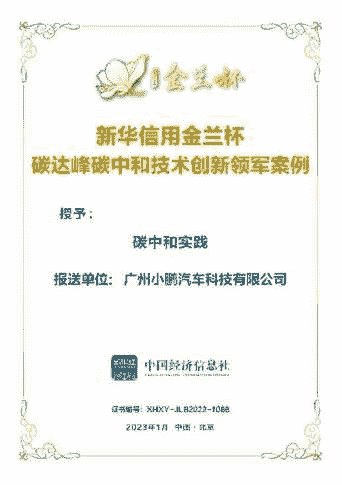 金兰杯
新华信用金兰杯
碳达峰碳中和技术创新领军案例
授予：
碳中和实践
报送单位： 广州小鹏汽车科技有限公司
中国经济信息社
证书编号：XHXY-JLB2022-1088
2023年1月 中国·北京